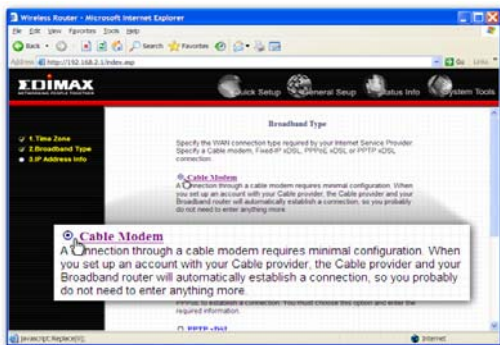 Wireless Router - Microsoft Internet Explorer
File Edit View Favorites Tools Help
Back Search Favorites
Address http://192.168.2.1/index.asp Go Links
EDIMAX
NETWORKING PEOPLE TOGETHER
Quick Setup General Seup Status Info System Tools
1.Time Zone
2.Broadband Type
3.IP Address Info
Broadband Type
Specify the WAN connection type required by your Internet Service Provider.
Specify a Cable modem, Fixed-IP xDSL, PPPoE xDSL or PPTP xDSL
connection.
Cable Modem
A connection through a cable modem requires minimal configuration. When
you set up an account with your Cable provider, the Cable provider and your
Broadband router will automatically establish a connection, so you probably
do not need to enter anything more.
Cable Modem
A connection through a cable modem requires minimal configuration. When
you set up an account with your Cable provider, the Cable provider and your
Broadband router will automatically establish a connection, so you probably
do not need to enter anything more.
PPPoE to establish a connection. You must choose this option and enter the
required information.
PPTP xDSL
javascript:Replace(0);
Internet